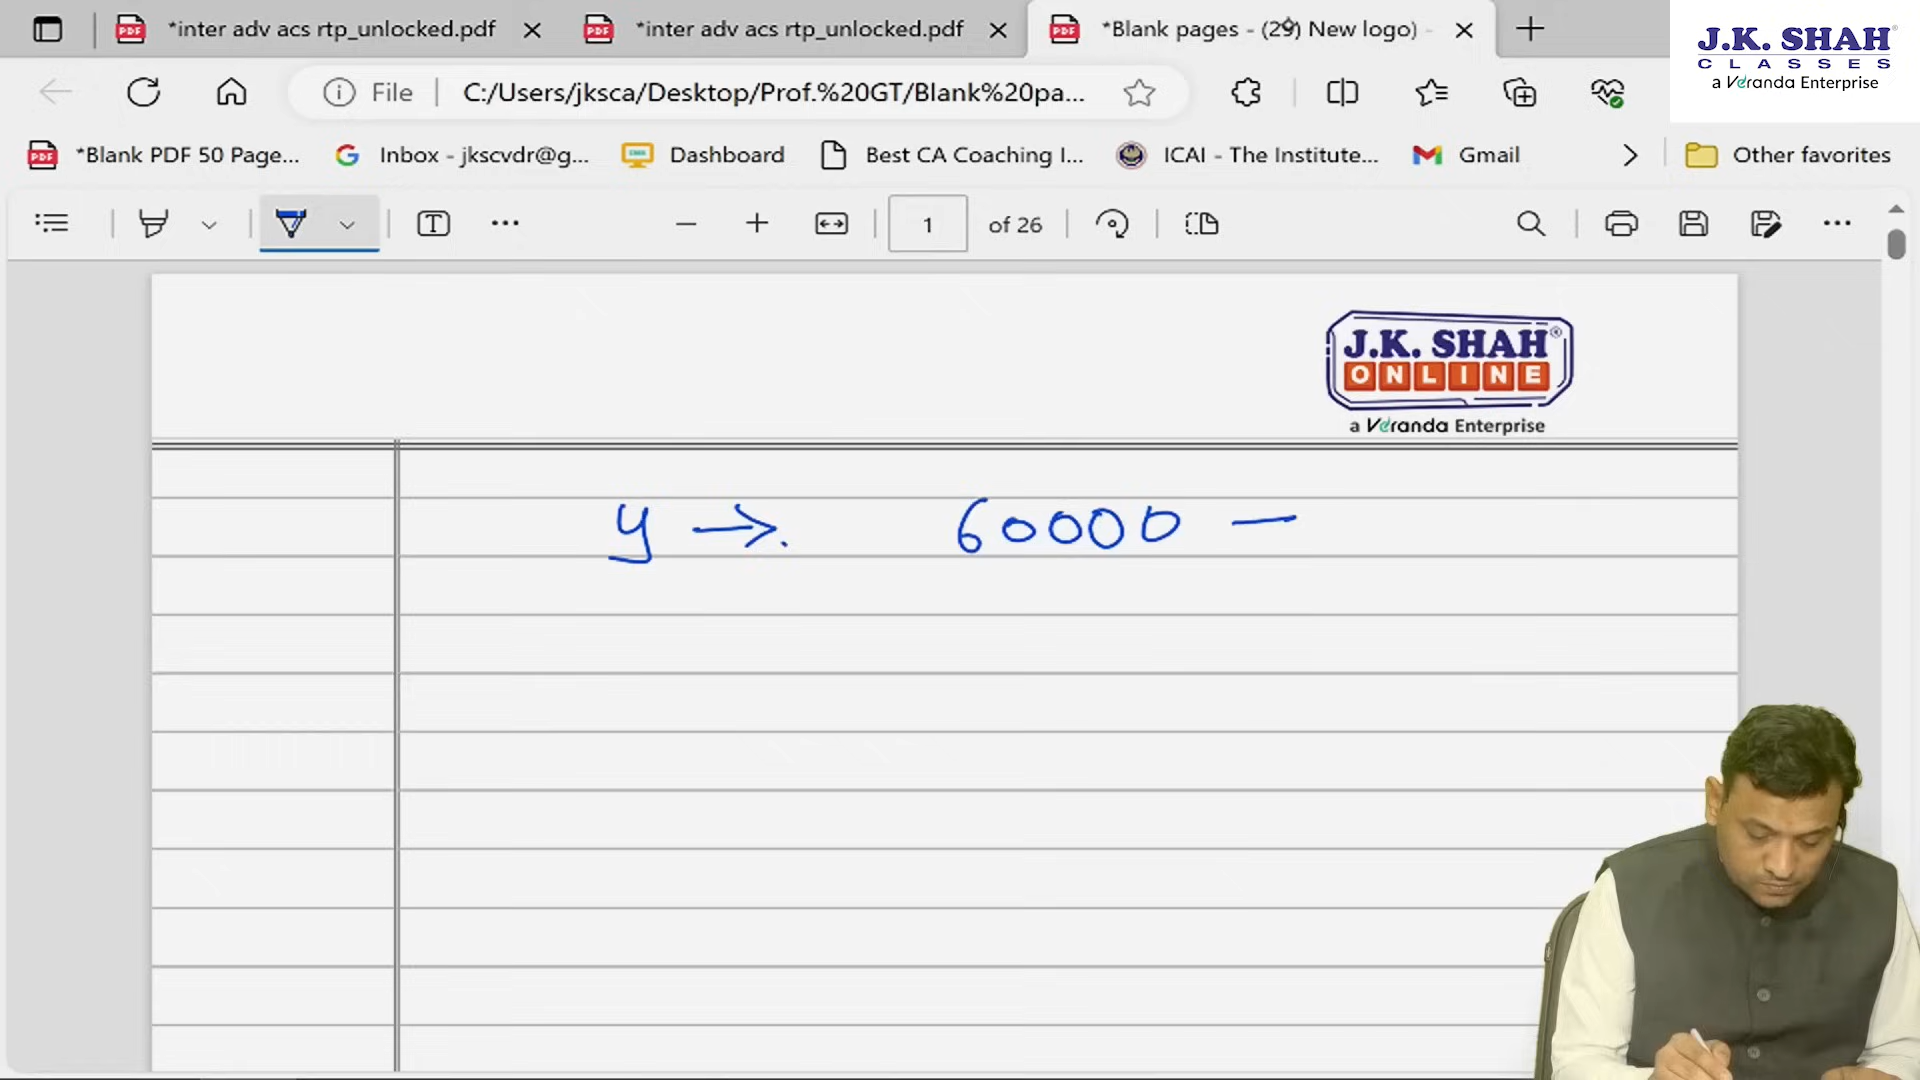 *inter adv acs rtp_unlocked.pdf
*inter adv acs rtp_unlocked.pdf
*Blank pages - (29) New logo) -
J.K. SHAH®
CLASSES
a Veranda Enterprise
File
C:/Users/jksca/Desktop/Prof.%20GT/Blank%20pa...
*Blank PDF 50 Page...
Inbox - jkscvdr@g...
Dashboard
Best CA Coaching I...
ICAI - The Institute...
Gmail
Other favorites
1 of 26
J.K. SHAH®
ONLINE
a Veranda Enterprise
y → 60000 —